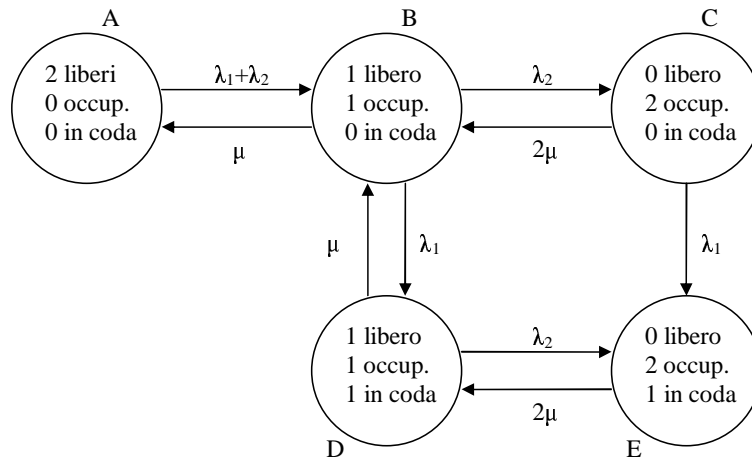 A
B
C
2 liberi
0 occup.
0 in coda
λ₁+λ₂
μ
1 libero
1 occup.
0 in coda
λ₂
2μ
0 libero
2 occup.
0 in coda
μ
λ₁
λ₁
1 libero
1 occup.
1 in coda
λ₂
2μ
0 libero
2 occup.
1 in coda
D
E